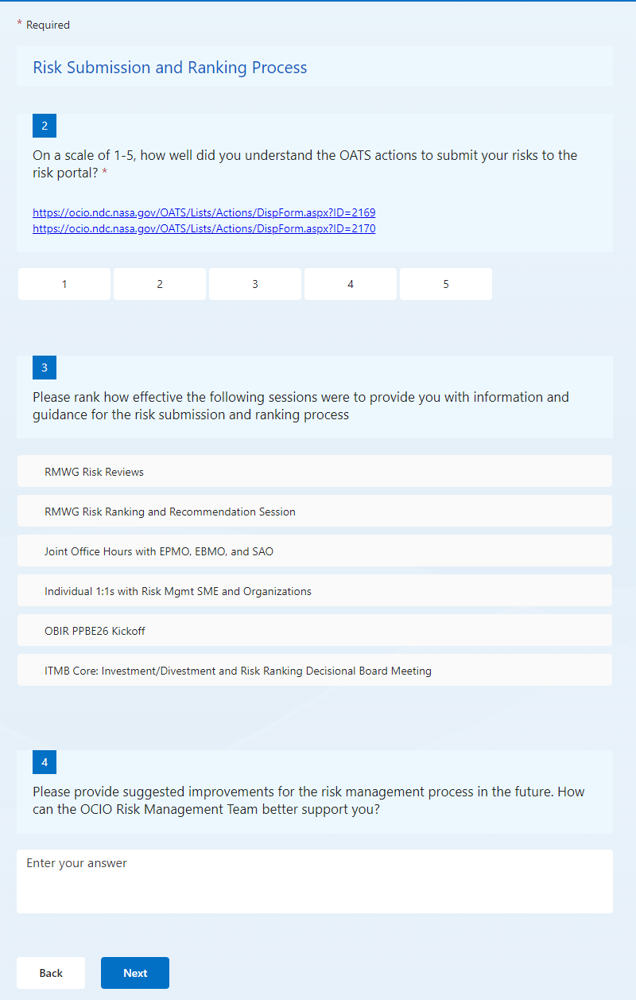 * Required
Risk Submission and Ranking Process
2
On a scale of 1-5, how well did you understand the OATS actions to submit your risks to the
risk portal? *
https://ocio.ndc.nasa.gov/OATS/Lists/Actions/DispForm.aspx?ID=2169
https://ocio.ndc.nasa.gov/OATS/Lists/Actions/DispForm.aspx?ID=2170
1 2 3 4 5
3
Please rank how effective the following sessions were to provide you with information and
guidance for the risk submission and ranking process
RMWG Risk Reviews
RMWG Risk Ranking and Recommendation Session
Joint Office Hours with EPMO, EBMO, and SAO
Individual 1:1s with Risk Mgmt SME and Organizations
OBIR PPBE26 Kickoff
ITMB Core: Investment/Divestment and Risk Ranking Decisional Board Meeting
4
Please provide suggested improvements for the risk management process in the future. How
can the OCIO Risk Management Team better support you?
Enter your answer
Back Next